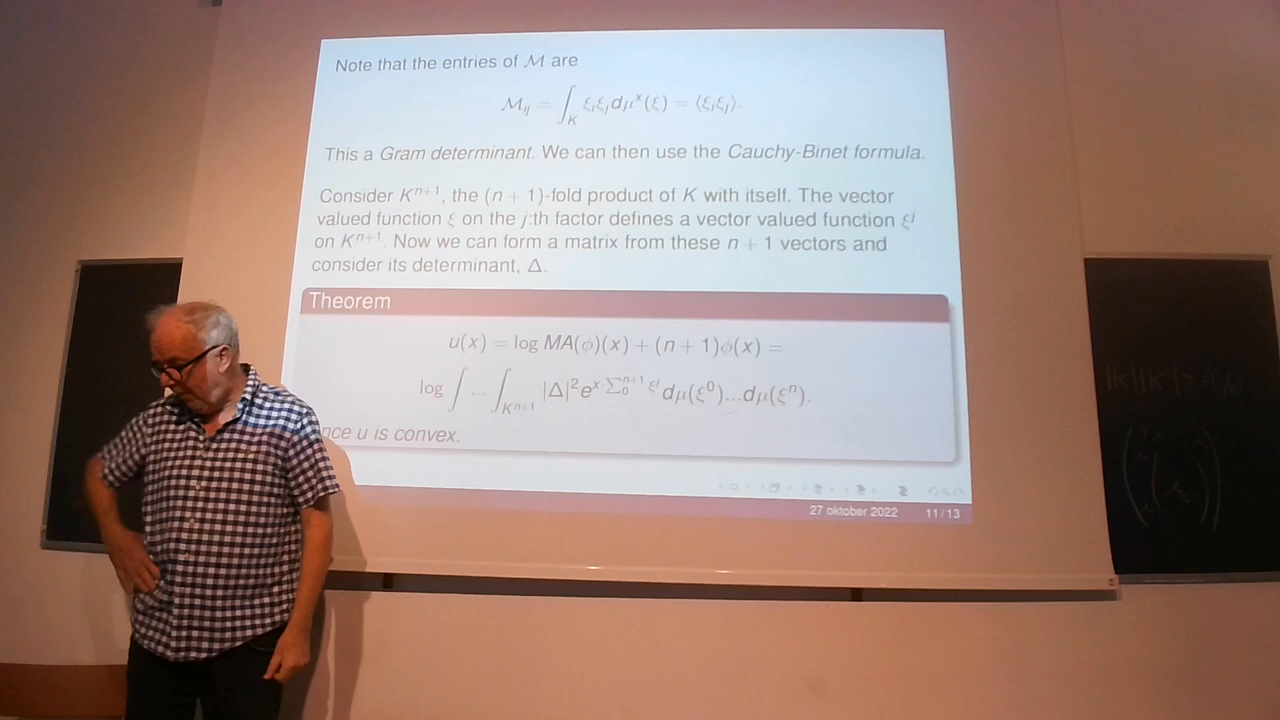 Note that the entries of ℳ are
ℳᵢⱼ = ∫_K ξᵢξⱼdμˣ(ξ) = ⟨ξᵢξⱼ⟩.
This a Gram determinant. We can then use the Cauchy-Binet formula.
Consider Kⁿ⁺¹, the (n + 1)-fold product of K with itself. The vector
valued function ξ on the j:th factor defines a vector valued function ξʲ
on Kⁿ⁺¹. Now we can form a matrix from these n + 1 vectors and
consider its determinant, Δ.
Theorem
u(x) = log MA(φ)(x) + (n + 1)φ(x) =
log ∫ ... ∫_{Kⁿ⁺¹} |Δ|²e^{x·∑₀ⁿ⁺¹ ξʲ} dμ(ξ⁰)...dμ(ξⁿ).
nce u is convex.
27 oktober 2022 11/13